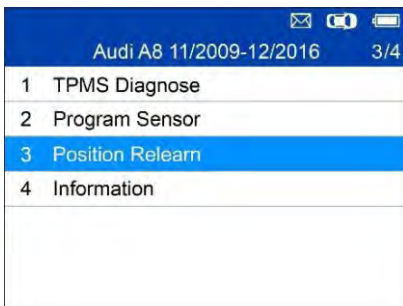 Audi A8 11/2009-12/2016 3/4
1 TPMS Diagnose
2 Program Sensor
3 Position Relearn
4 Information